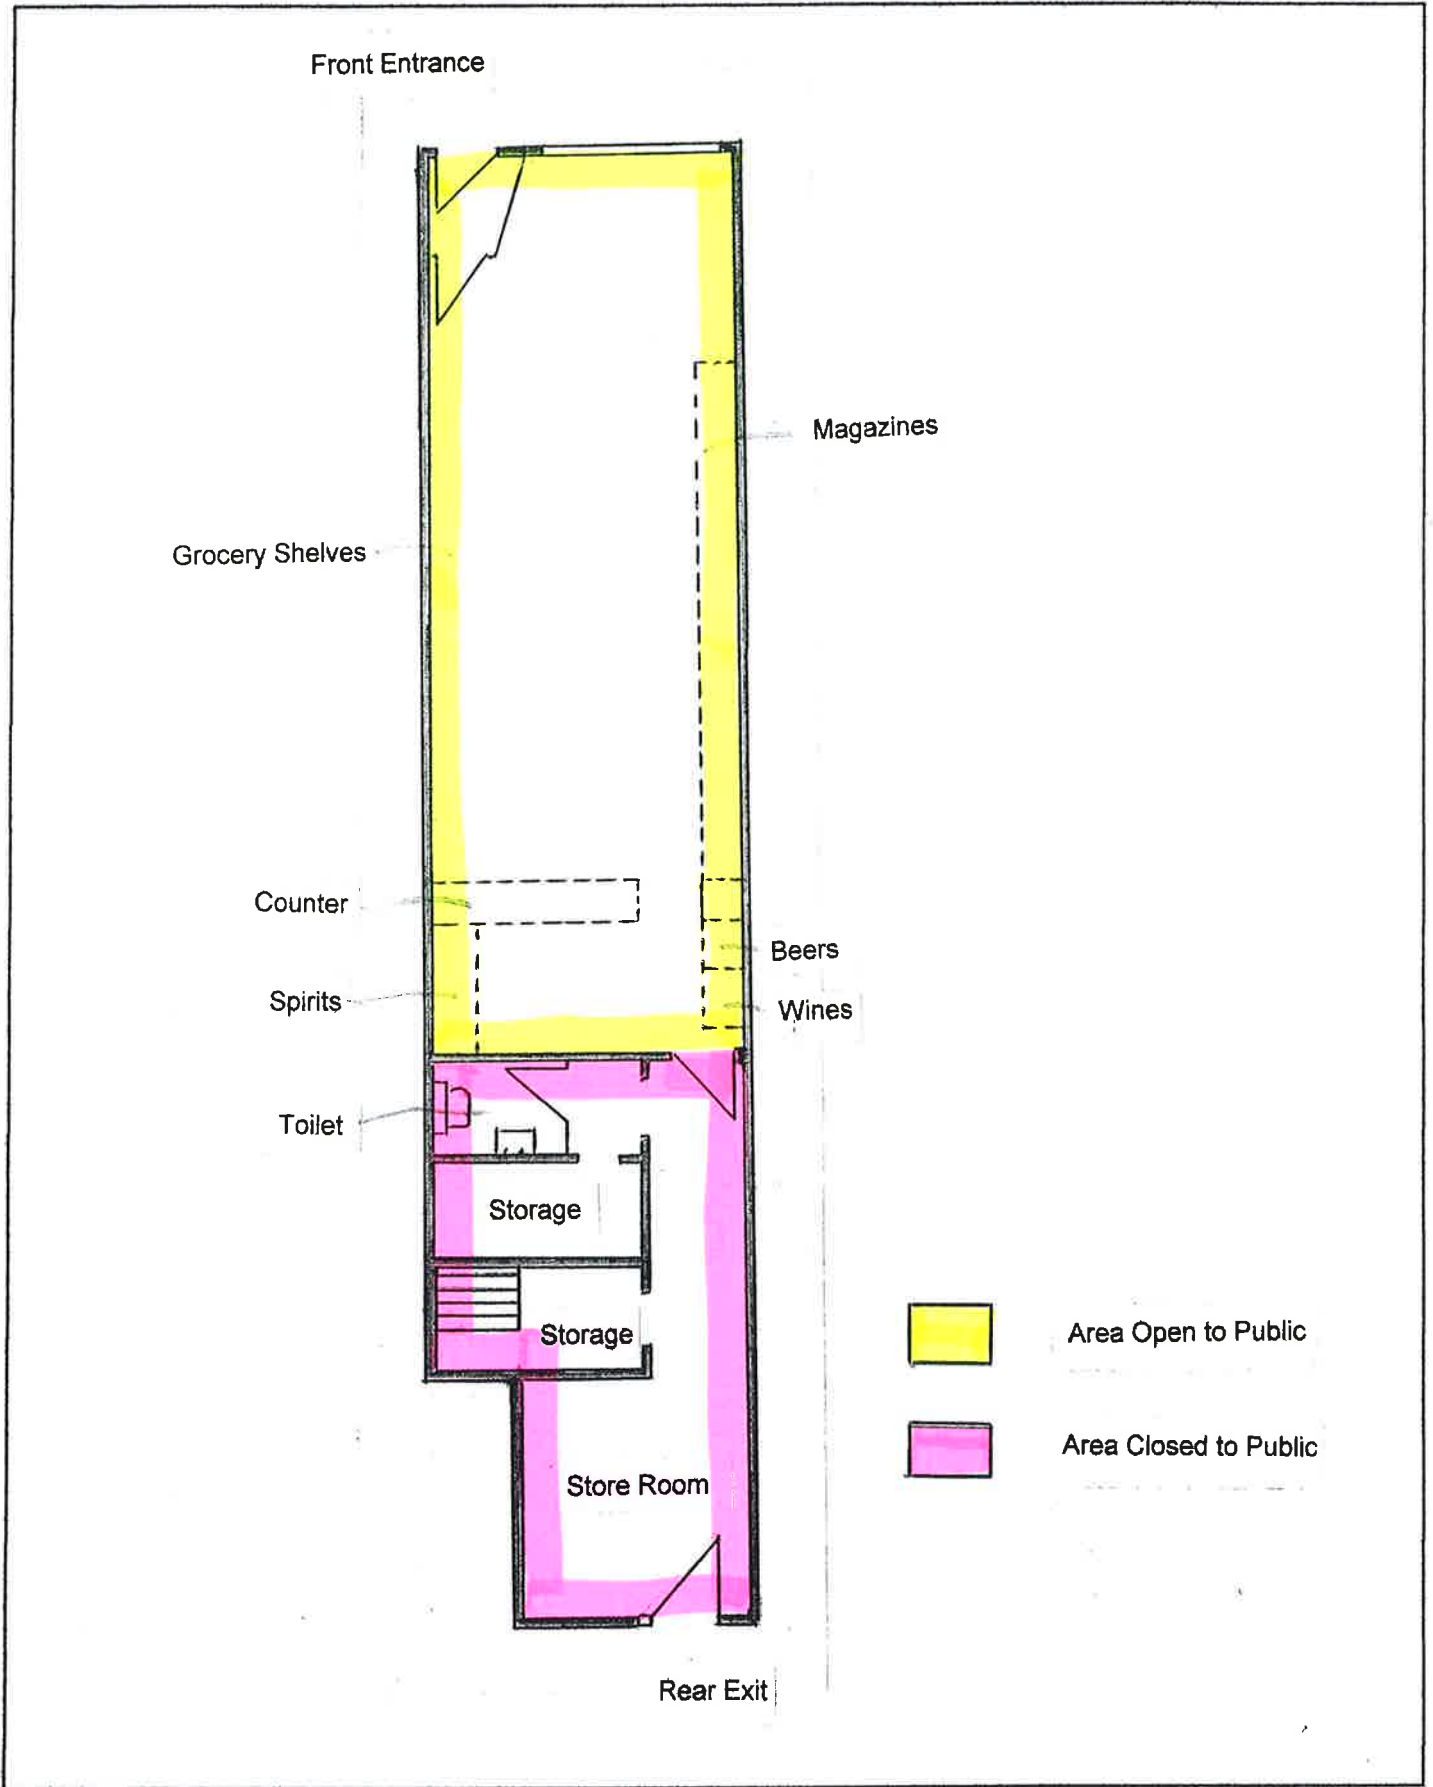 Front Entrance
Magazines
Grocery Shelves
Counter
Beers
Spirits
Wines
Toilet
Storage
Storage
Area Open to Public
Area Closed to Public
Store Room
Rear Exit